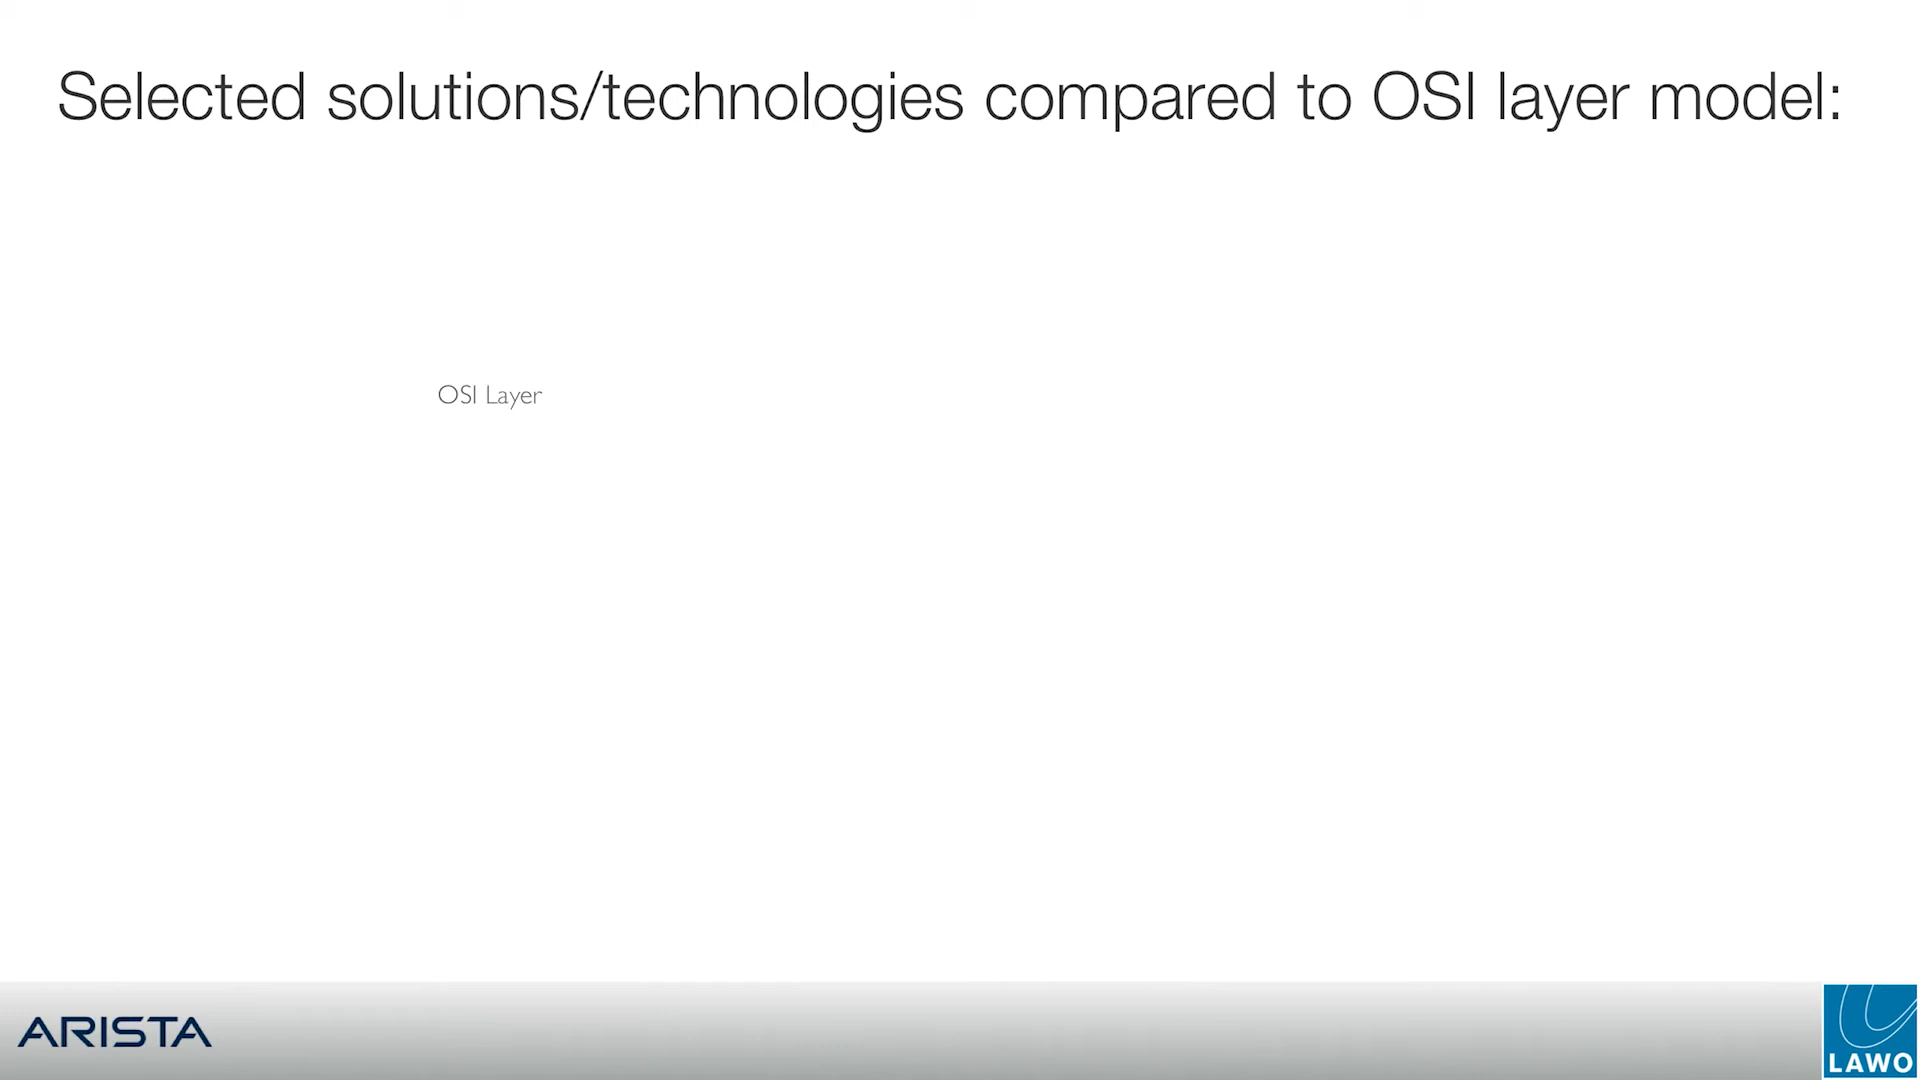 Selected solutions/technologies compared to OSI layer model:
OSI Layer
ARISTA
LAWO